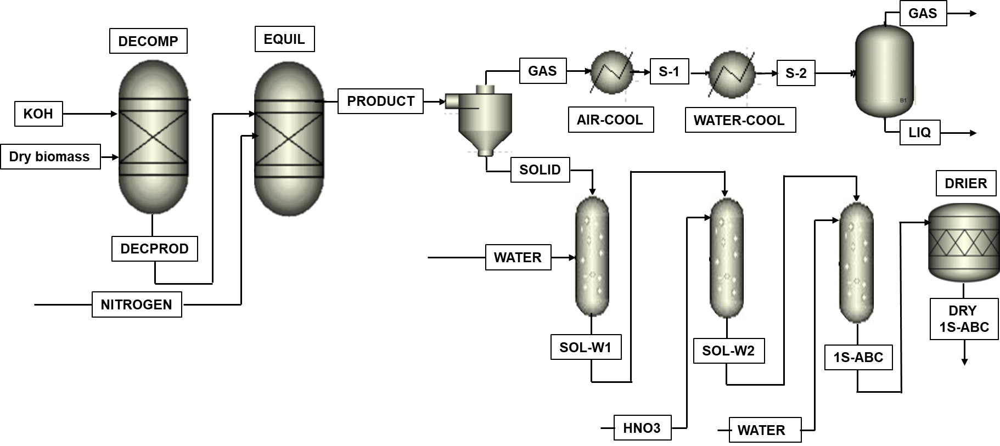 GAS
DECOMP
EQUIL
GAS
S-1
S-2
B1
KOH
PRODUCT
AIR-COOL
WATER-COOL
LIQ
Dry biomass
SOLID
DRIER
DECPROD
WATER
NITROGEN
DRY
1S-ABC
SOL-W1
SOL-W2
1S-ABC
HNO3
WATER